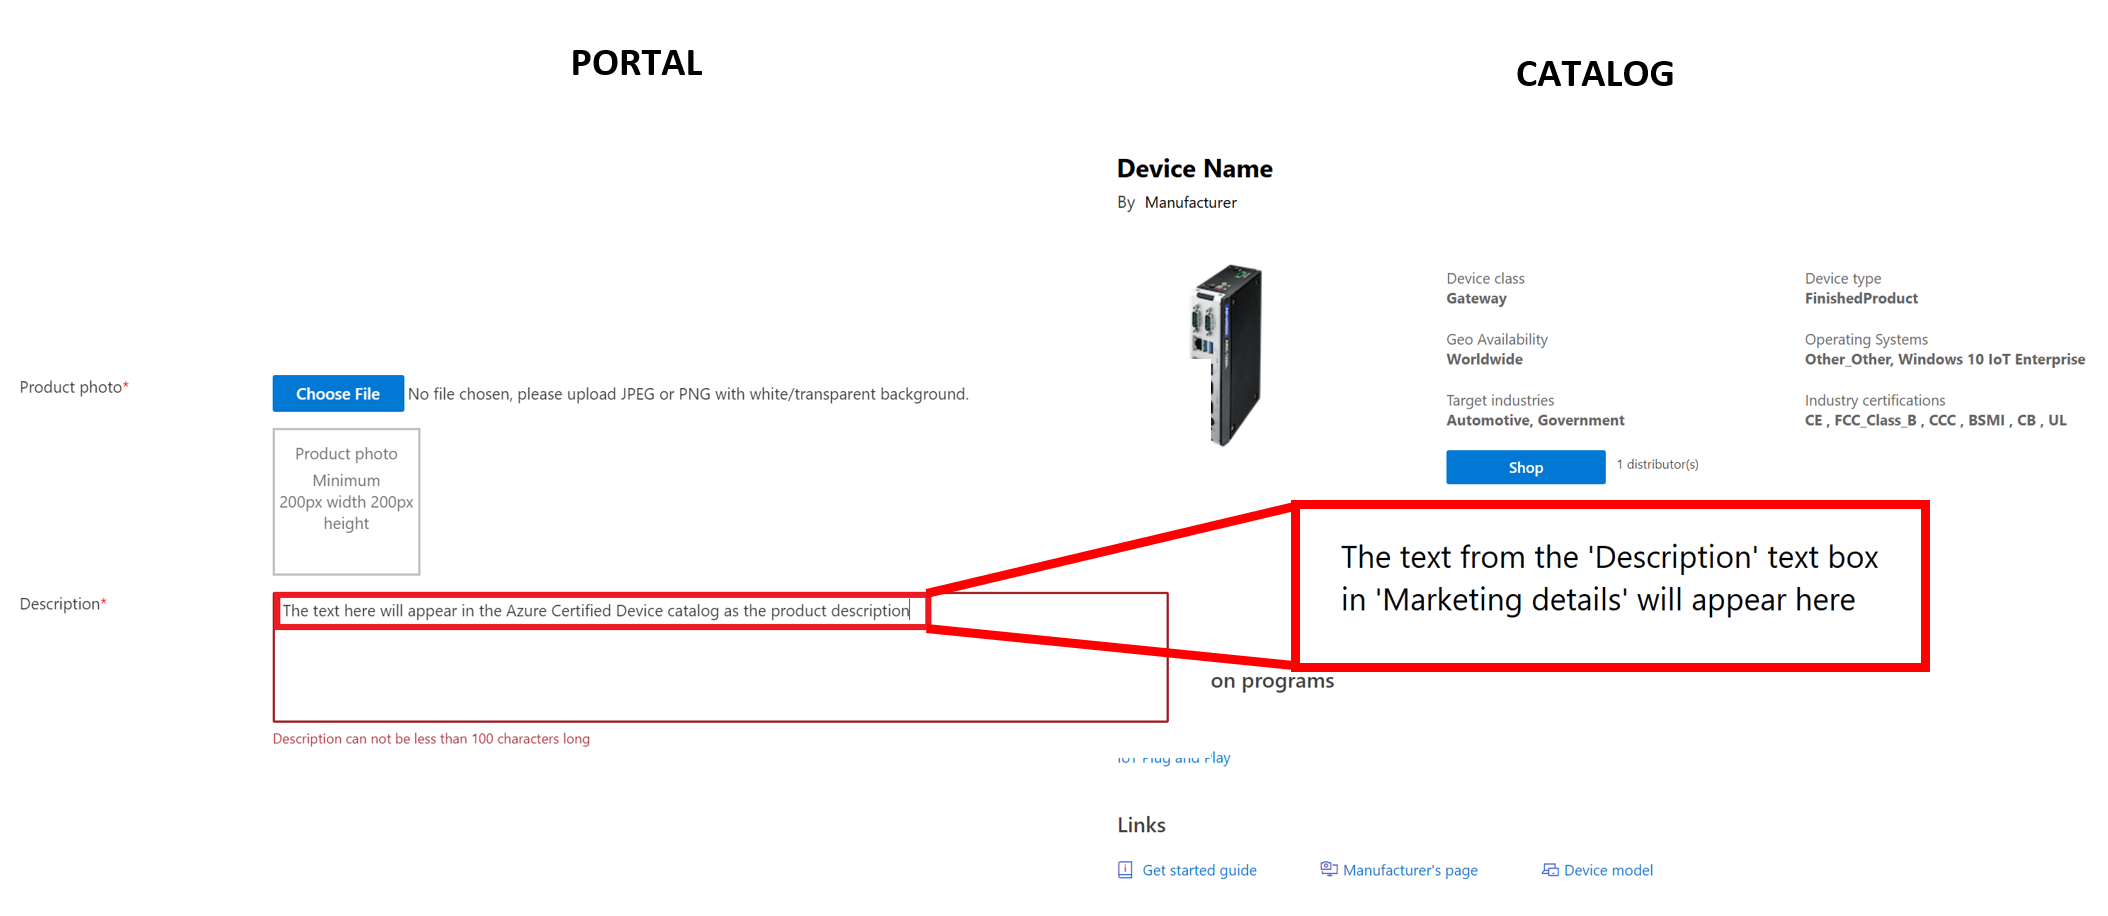 PORTAL
CATALOG
Device Name
By Manufacturer
Device class
Gateway
Device type
FinishedProduct
Geo Availability
Worldwide
Operating Systems
Other_Other, Windows 10 IoT Enterprise
Target industries
Automotive, Government
Industry certifications
CE , FCC_Class_B , CCC , BSMI , CB , UL
Shop
1 distributor(s)
Product photo*
Choose File
No file chosen, please upload JPEG or PNG with white/transparent background.
Product photo
Minimum
200px width 200px
height
Description*
The text here will appear in the Azure Certified Device catalog as the product description
Description can not be less than 100 characters long
The text from the 'Description' text box
in 'Marketing details' will appear here
on programs
IoT Plug and Play
Links
Get started guide
Manufacturer's page
Device model